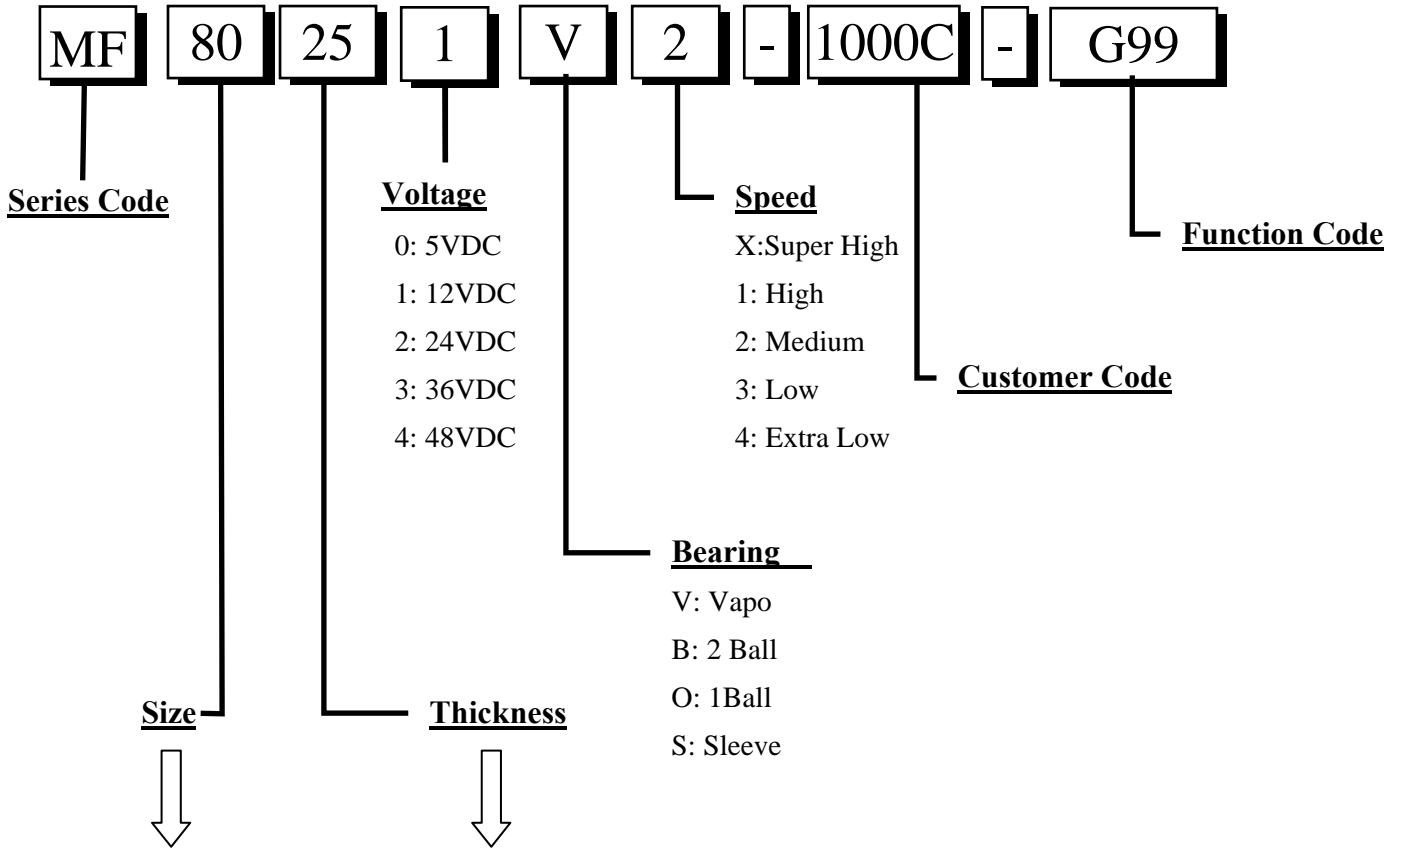 MF 80 25 1 V 2 - 1000C - G99
Series Code
Voltage
0: 5VDC
1: 12VDC
2: 24VDC
3: 36VDC
4: 48VDC
Speed
X:Super High
1: High
2: Medium
3: Low
4: Extra Low
Function Code
Customer Code
Bearing
V: Vapo
B: 2 Ball
O: 1Ball
S: Sleeve
Size
Thickness